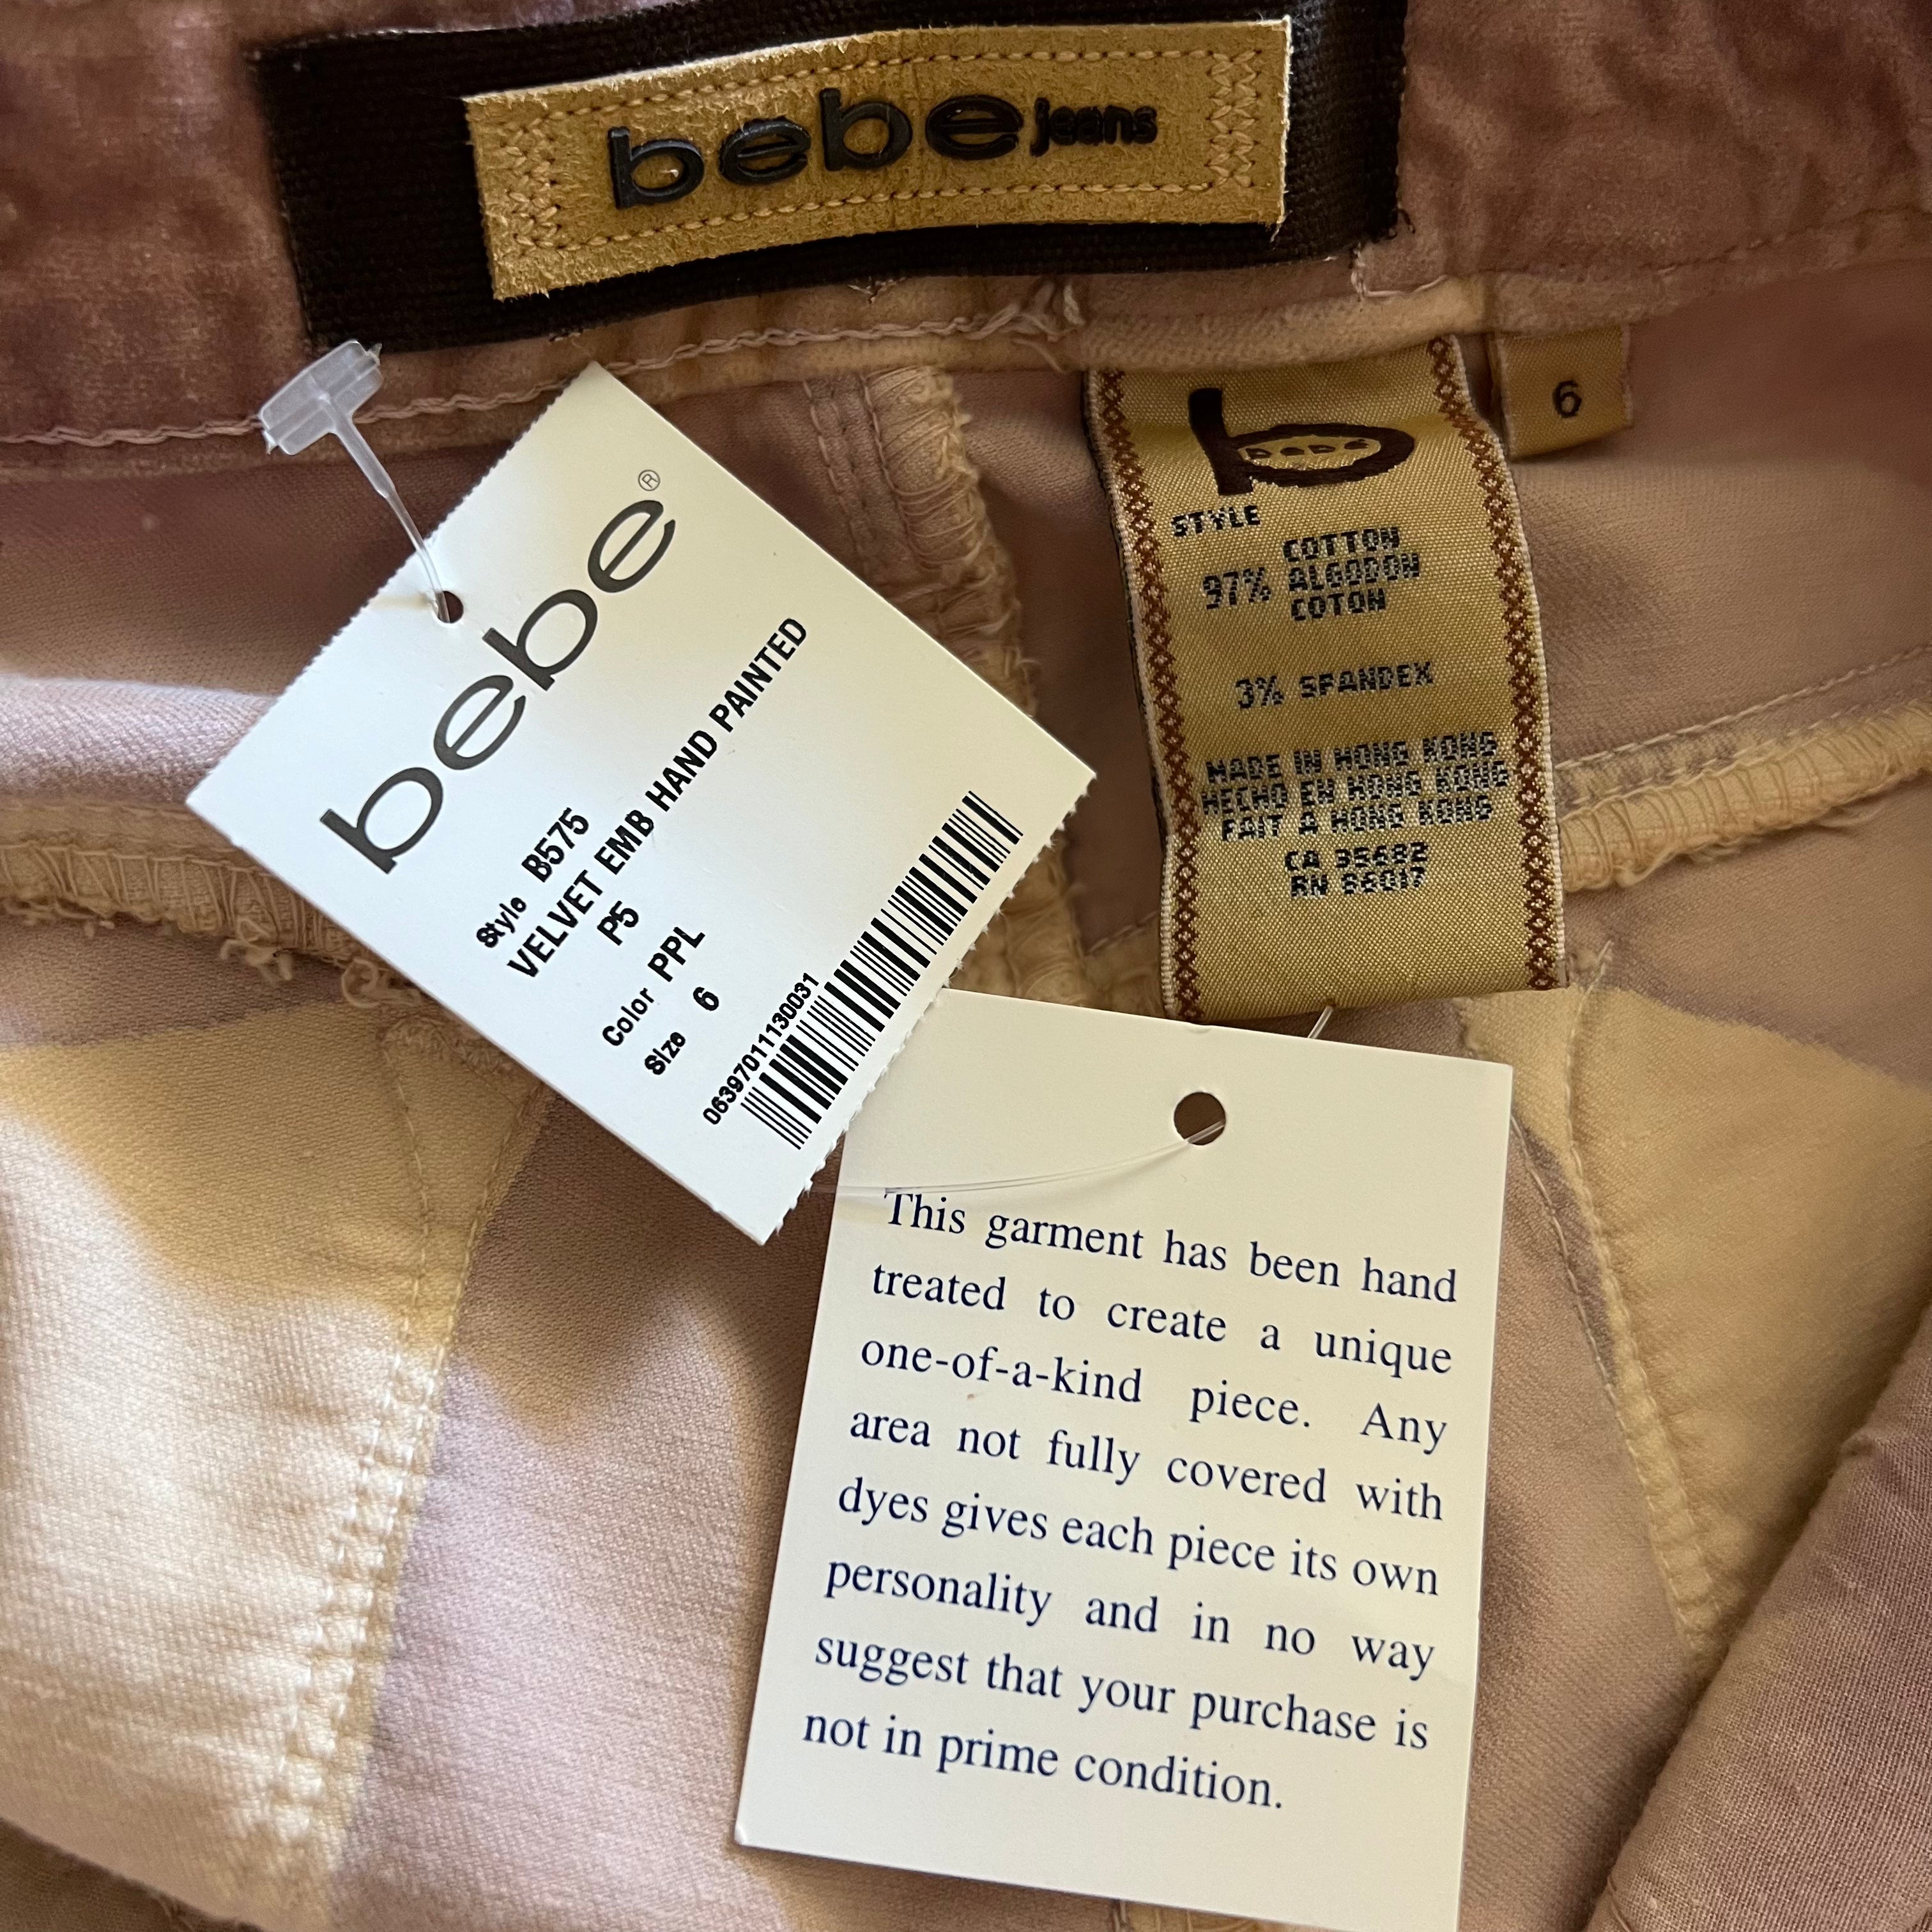 bebe jeans
6
bebe
STYLE
COTTON
97% ALGODON
COTON
3% SPANDEX
MADE IN HONG KONG
HECHO EN HONG KONG
FAIT A HONG KONG
CA 35682
RN 86017
bebe®
Style B575
VELVET EMB HAND PAINTED
P5
Color PPL
Size 6
063970111130031
This garment has been hand
treated to create a unique
one-of-a-kind piece. Any
area not fully covered with
dyes gives each piece its own
personality and in no way
suggest that your purchase is
not in prime condition.